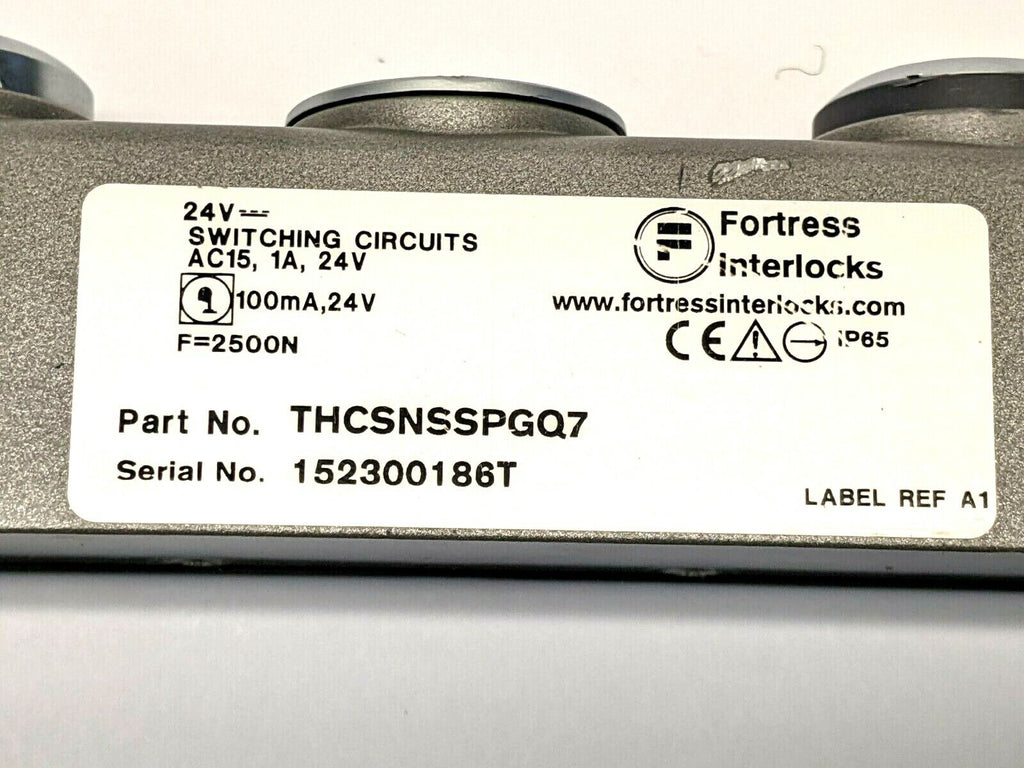 24V
SWITCHING CIRCUITS
AC15, 1A, 24V
100mA,24V
F=2500N
Fortress
Interlocks
www.fortressinterlocks.com
CE IP65
Part No. THCSNSSPGQ7
Serial No. 152300186T
LABEL REF A1